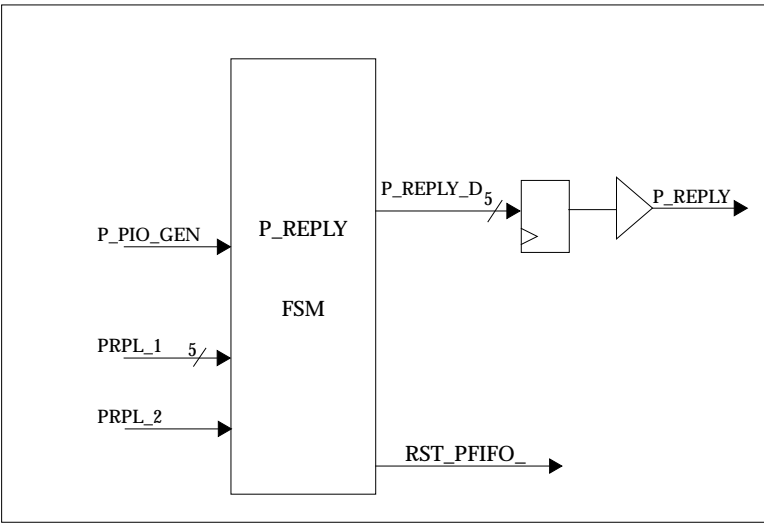 P_REPLY_D
5
P_REPLY
P_PIO_GEN
P_REPLY
FSM
PRPL_1
5
PRPL_2
RST_PFIFO_